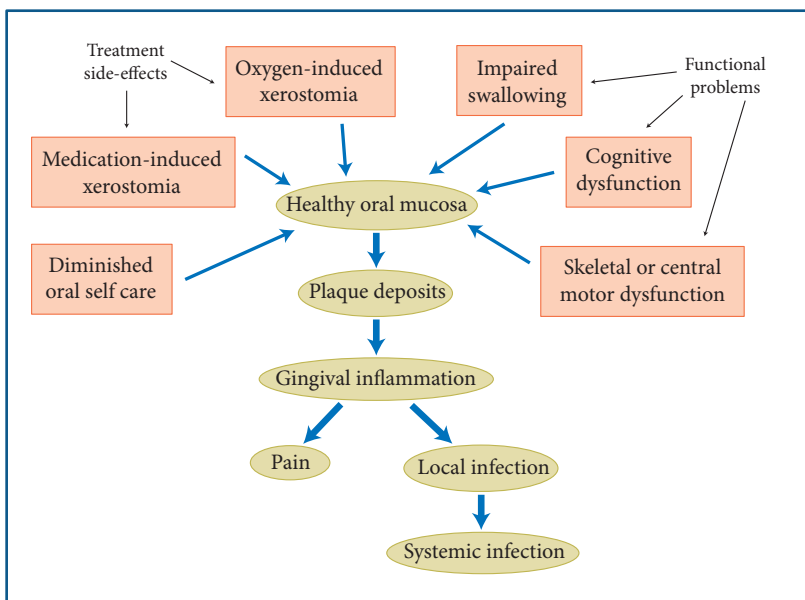 Treatment
side-effects
Oxygen-induced
xerostomia
Impaired
swallowing
Functional
problems
Medication-induced
xerostomia
Cognitive
dysfunction
Healthy oral mucosa
Diminished
oral self care
Skeletal or central
motor dysfunction
Plaque deposits
Gingival inflammation
Pain
Local infection
Systemic infection